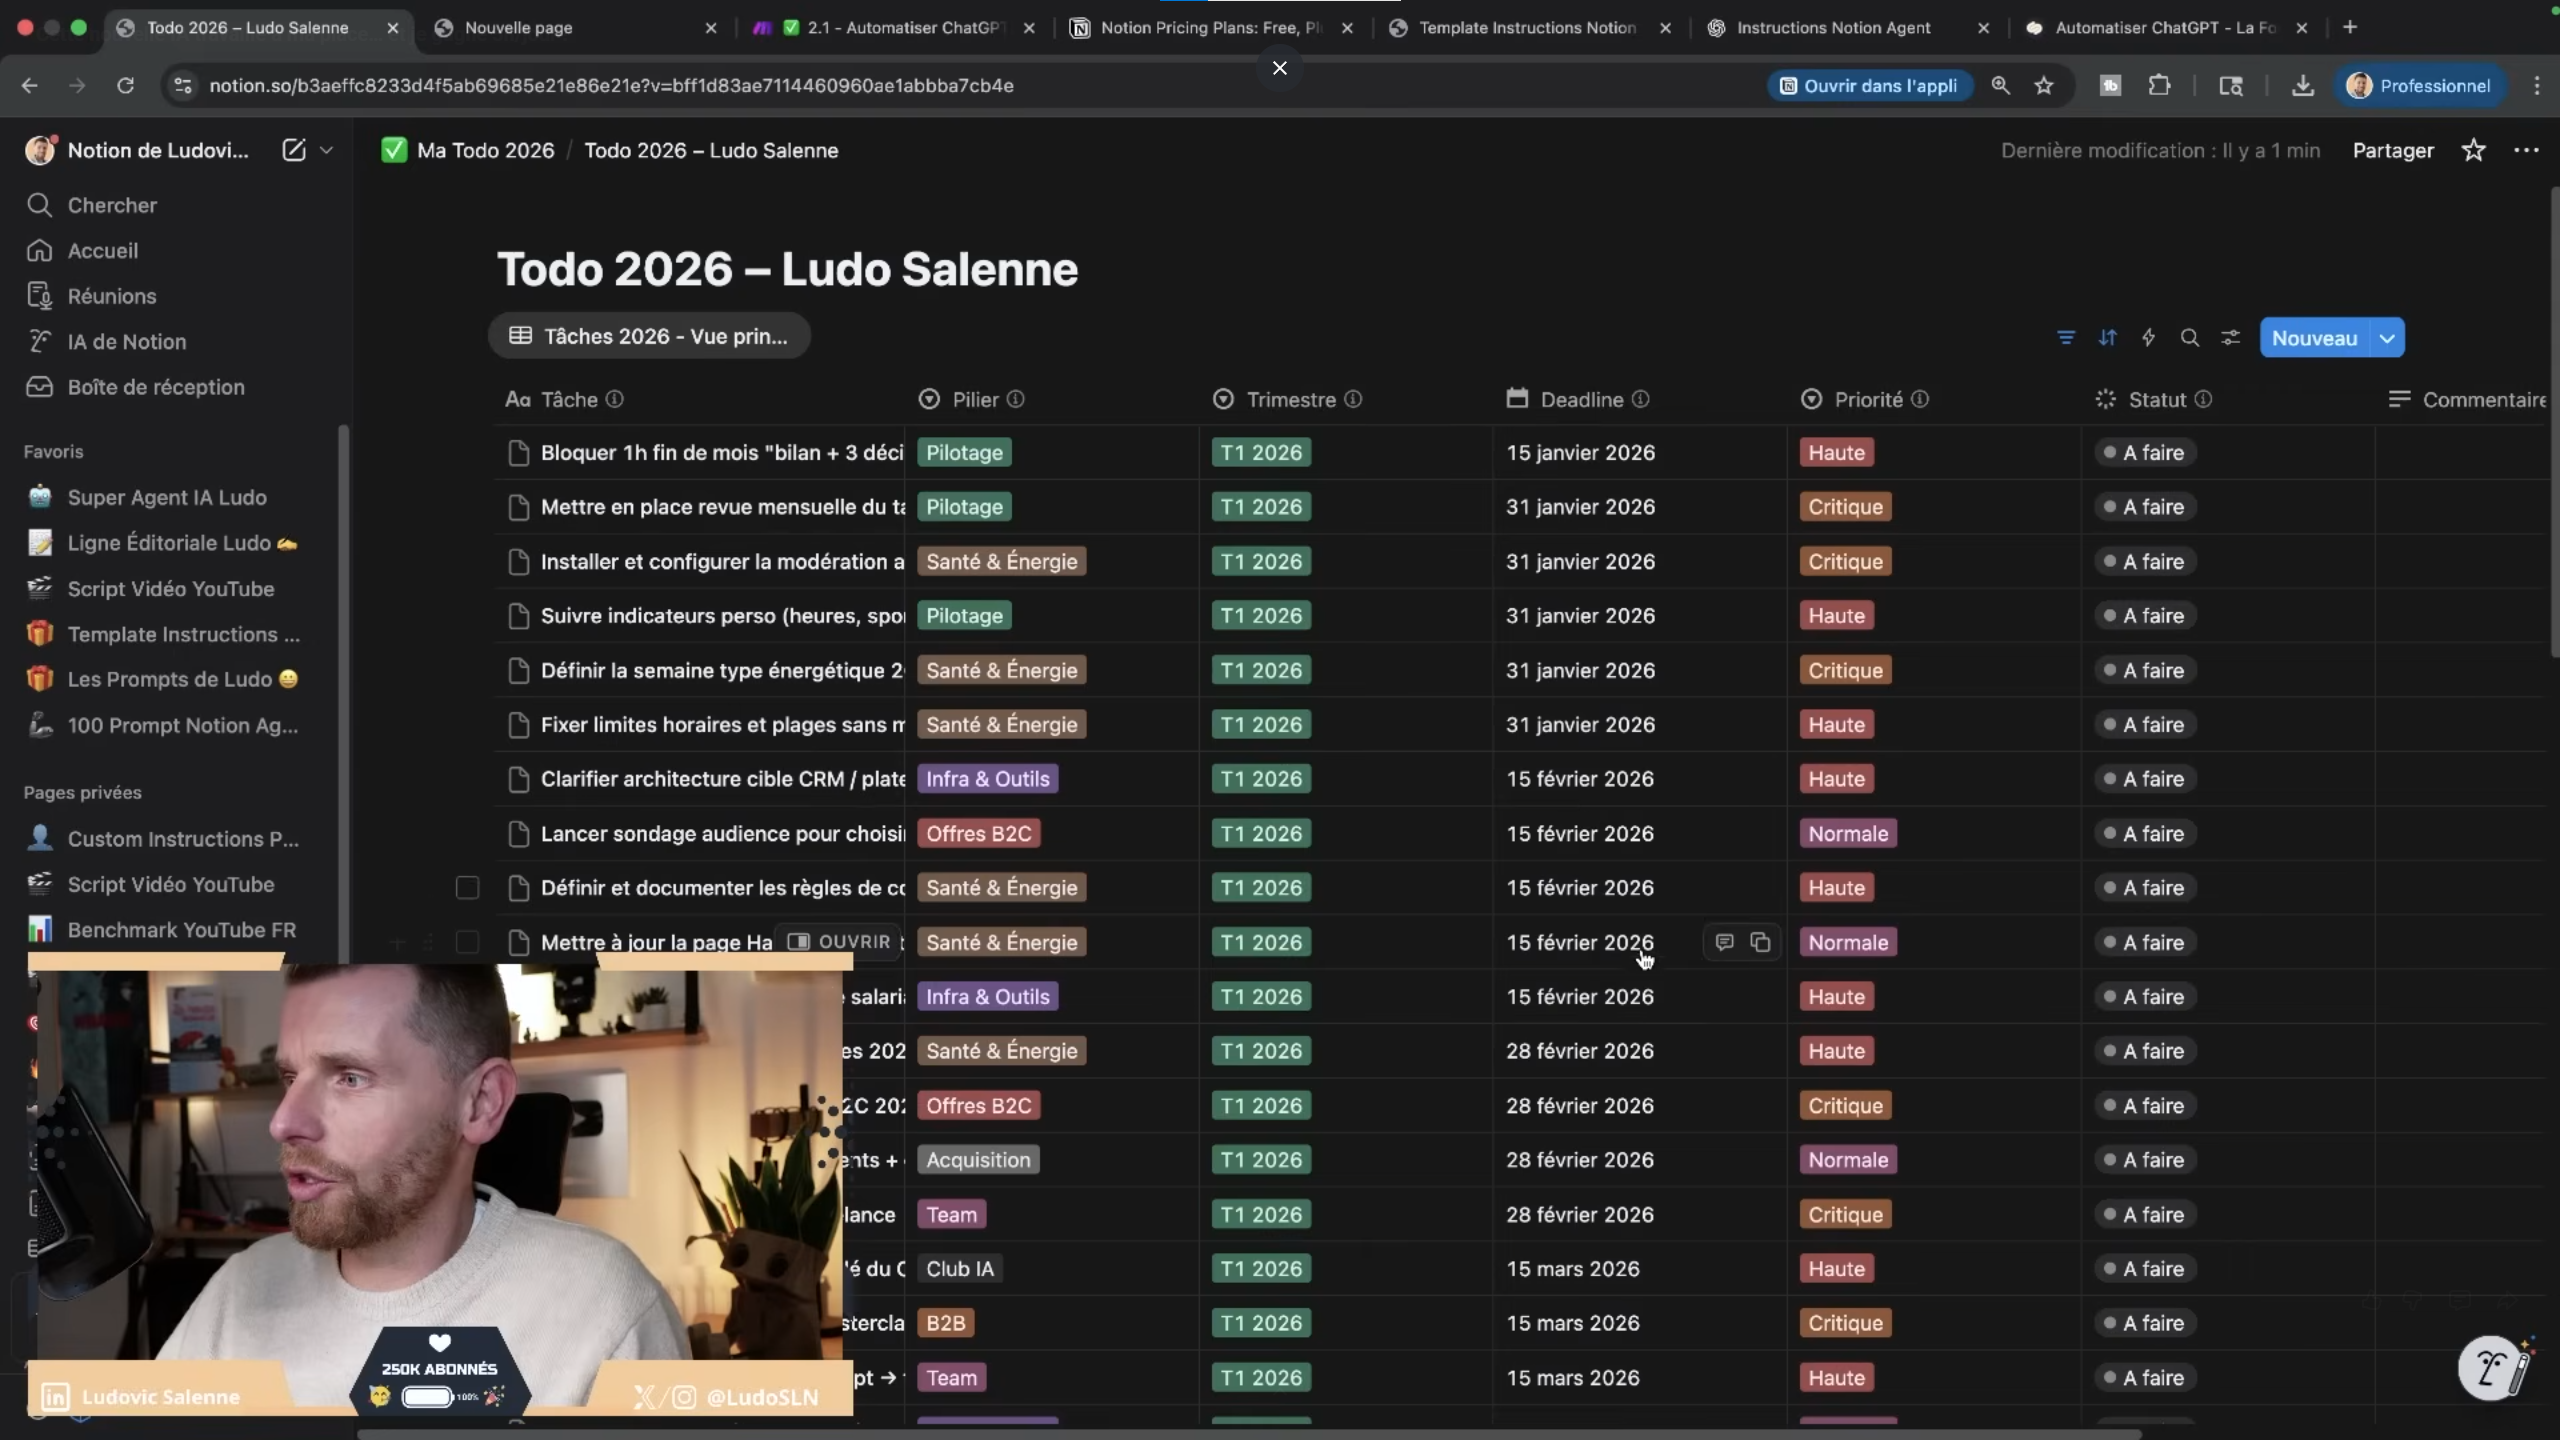 Todo 2026 – Ludo Salenne
Nouvelle page
2.1 - Automatiser ChatGP
Notion Pricing Plans: Free, Pl
Template Instructions Notion
Instructions Notion Agent
Automatiser ChatGPT - La Fo
notion.so/b3aeffc8233d4f5ab69685e21e86e21e?v=bff1d83ae7114460960ae1abbba7cb4e
Ouvrir dans l'appli
Professionnel
Notion de Ludovi...
Ma Todo 2026 / Todo 2026 – Ludo Salenne
Dernière modification : Il y a 1 min
Partager
Chercher
Accueil
Réunions
IA de Notion
Boîte de réception
Favoris
Super Agent IA Ludo
Ligne Éditoriale Ludo ✍️
Script Vidéo YouTube
Template Instructions ...
Les Prompts de Ludo 😀
100 Prompt Notion Ag...
Pages privées
Custom Instructions P...
Script Vidéo YouTube
Benchmark YouTube FR
Todo 2026 – Ludo Salenne
Tâches 2026 - Vue prin...
Nouveau
Aa Tâche Pilier Trimestre Deadline Priorité Statut Commentaire
Bloquer 1h fin de mois "bilan + 3 déci Pilotage T1 2026 15 janvier 2026 Haute A faire
Mettre en place revue mensuelle du ta Pilotage T1 2026 31 janvier 2026 Critique A faire
Installer et configurer la modération a Santé & Énergie T1 2026 31 janvier 2026 Critique A faire
Suivre indicateurs perso (heures, spo Pilotage T1 2026 31 janvier 2026 Haute A faire
Définir la semaine type énergétique 2 Santé & Énergie T1 2026 31 janvier 2026 Critique A faire
Fixer limites horaires et plages sans m Santé & Énergie T1 2026 31 janvier 2026 Haute A faire
Clarifier architecture cible CRM / plate Infra & Outils T1 2026 15 février 2026 Haute A faire
Lancer sondage audience pour choisi Offres B2C T1 2026 15 février 2026 Normale A faire
Définir et documenter les règles de co Santé & Énergie T1 2026 15 février 2026 Haute A faire
Mettre à jour la page Ha OUVRIR Santé & Énergie T1 2026 15 février 2026 Normale A faire
salari Infra & Outils T1 2026 15 février 2026 Haute A faire
es 202 Santé & Énergie T1 2026 28 février 2026 Haute A faire
2C 202 Offres B2C T1 2026 28 février 2026 Critique A faire
nts + Acquisition T1 2026 28 février 2026 Normale A faire
lance Team T1 2026 28 février 2026 Critique A faire
é du C Club IA T1 2026 15 mars 2026 Haute A faire
stercla B2B T1 2026 15 mars 2026 Critique A faire
pt → Team T1 2026 15 mars 2026 Haute A faire
250K ABONNÉS
100%
in Ludovic Salenne
X/ @LudoSLN